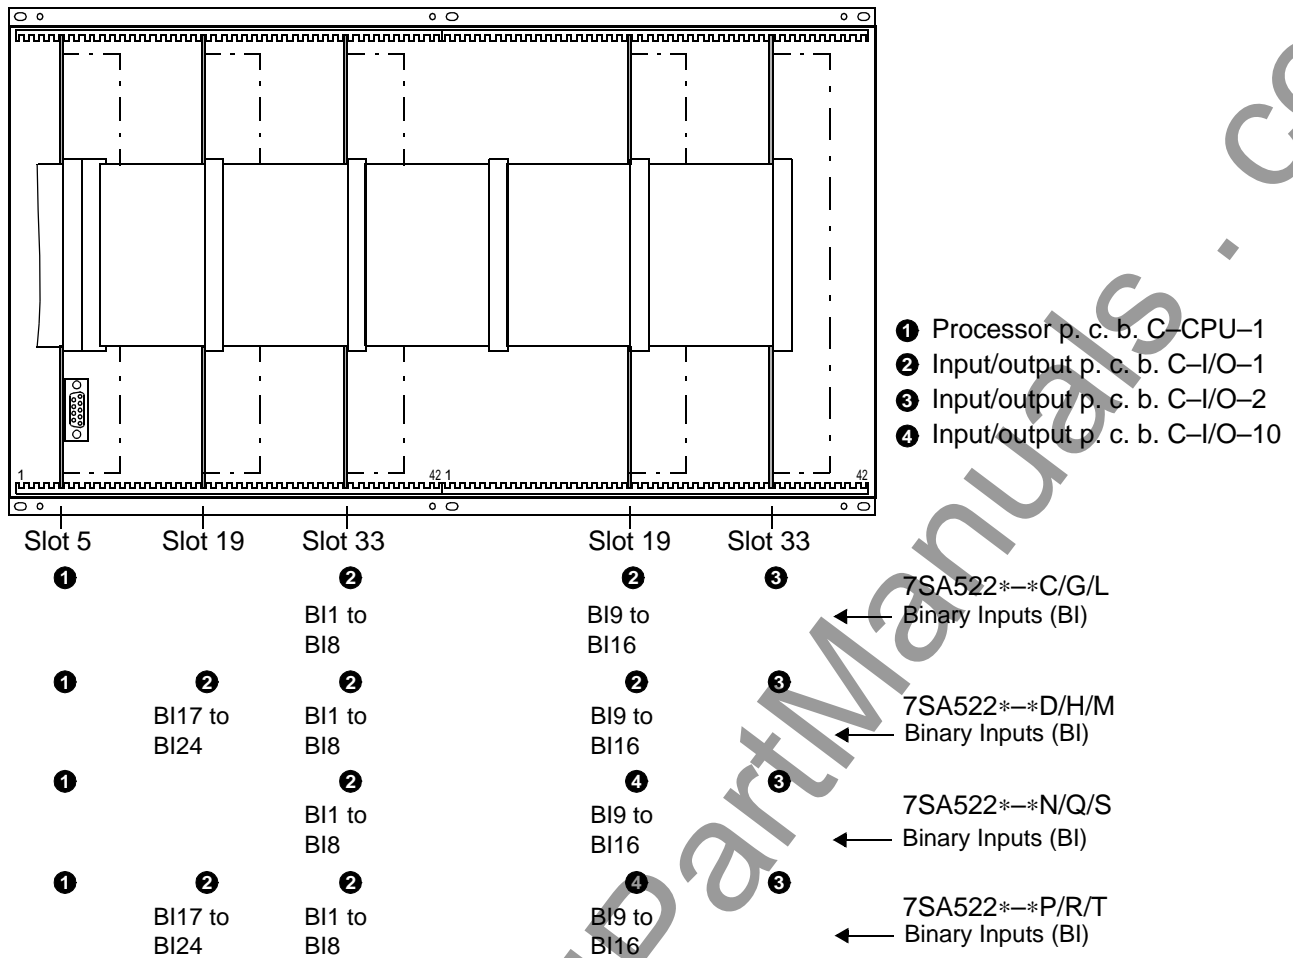 1 42 1 42
Slot 5 Slot 19 Slot 33 Slot 19 Slot 33
❶ Processor p. c. b. C–CPU–1
❷ Input/output p. c. b. C–I/O–1
❸ Input/output p. c. b. C–I/O–2
❹ Input/output p. c. b. C–I/O–10
❶ ❷ ❷ ❸ 7SA522*–*C/G/L
BI1 to BI9 to Binary Inputs (BI)
BI8 BI16
❶ ❷ ❷ ❷ ❸ 7SA522*–*D/H/M
BI17 to BI1 to BI9 to Binary Inputs (BI)
BI24 BI8 BI16
❶ ❷ ❹ ❸ 7SA522*–*N/Q/S
BI1 to BI9 to Binary Inputs (BI)
BI8 BI16
❶ ❷ ❷ ❹ ❸ 7SA522*–*P/R/T
BI17 to BI1 to BI9 to Binary Inputs (BI)
BI24 BI8 BI16
PartManuals . co